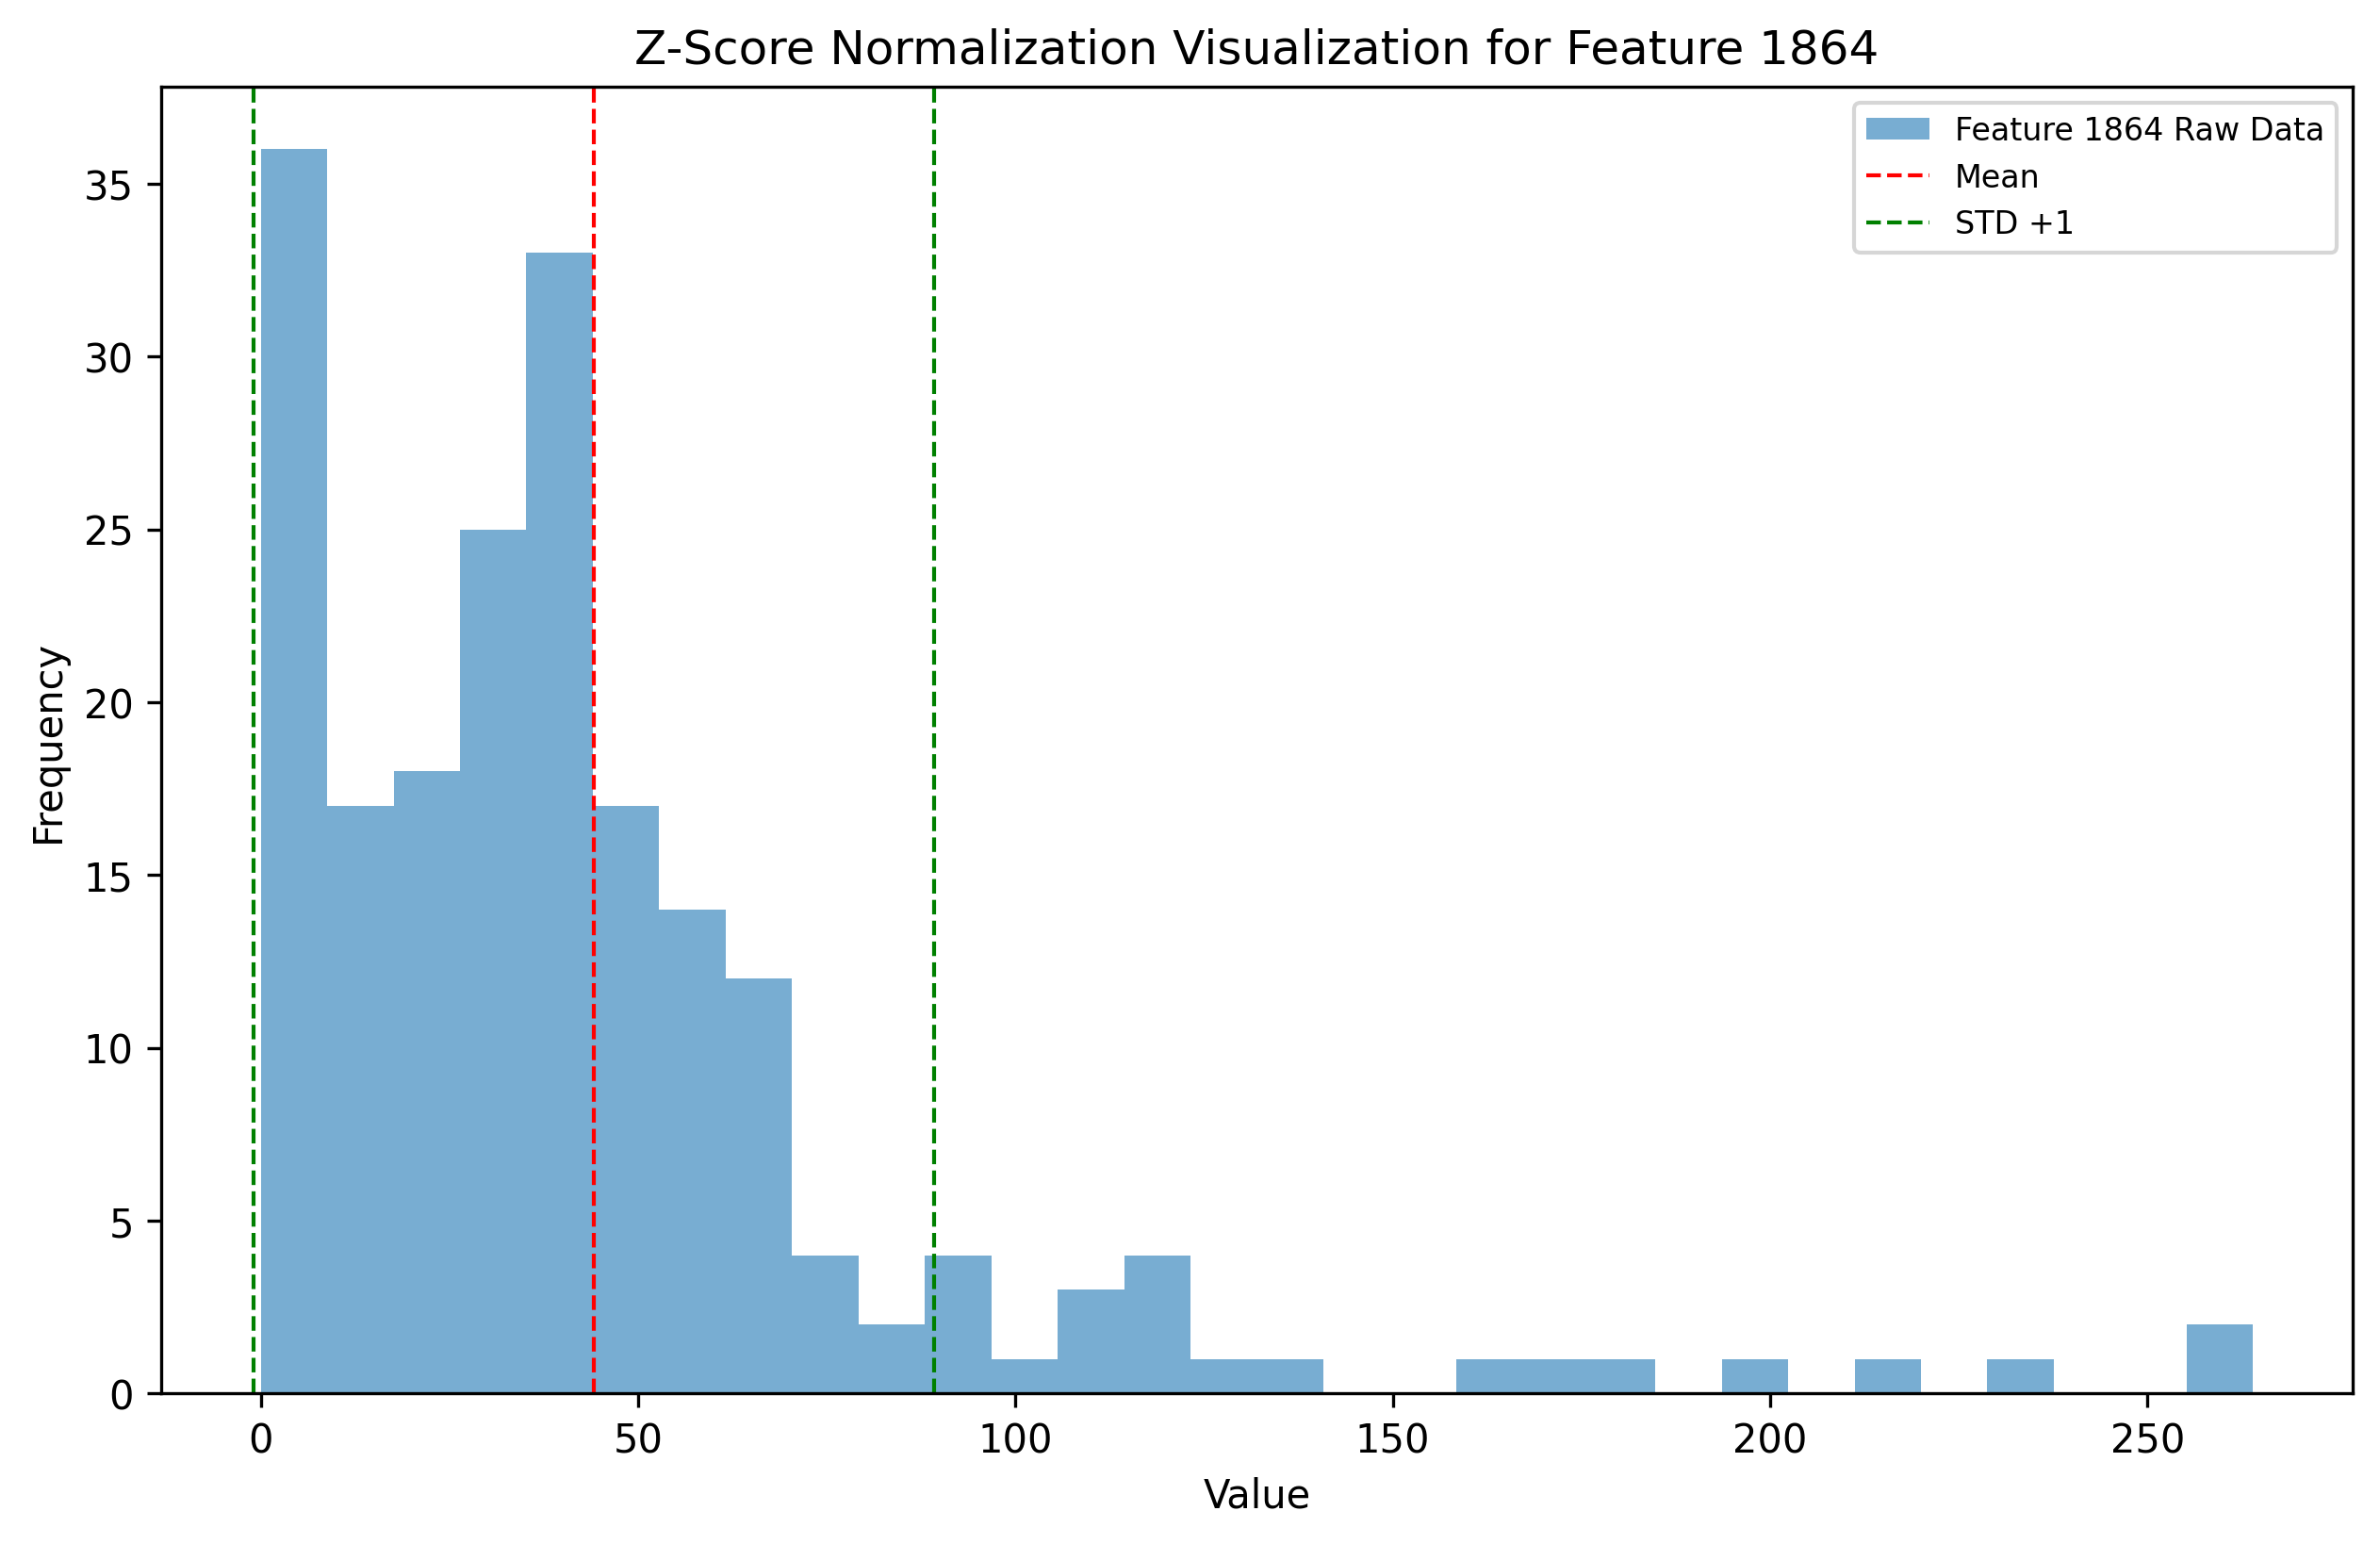 Z-Score Normalization Visualization for Feature 1864
Feature 1864 Raw Data
Mean
STD +1
35
30
25
20
15
10
5
0
Frequency
0 50 100 150 200 250
Value